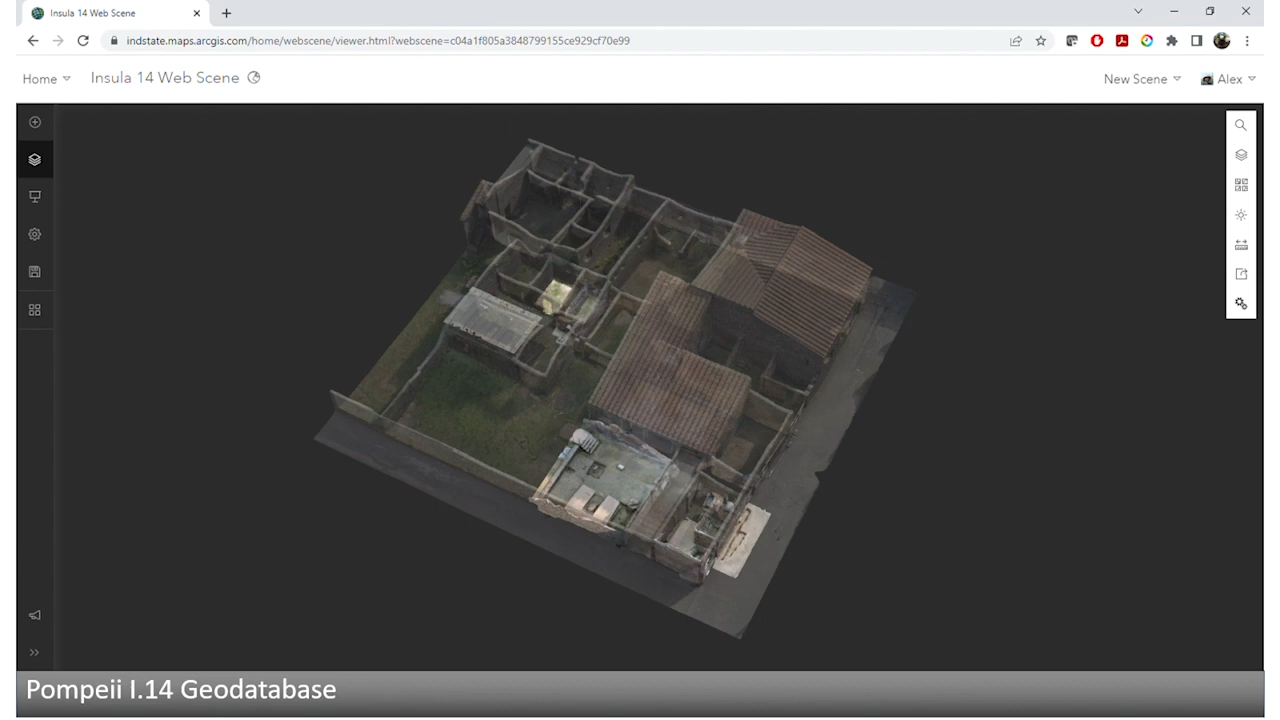 Insula 14 Web Scene
indstate.maps.arcgis.com/home/webscene/viewer.html?webscene=c04a1f805a3848799155ce929cf70e99
Home
Insula 14 Web Scene
New Scene
Alex
Pompeii I.14 Geodatabase